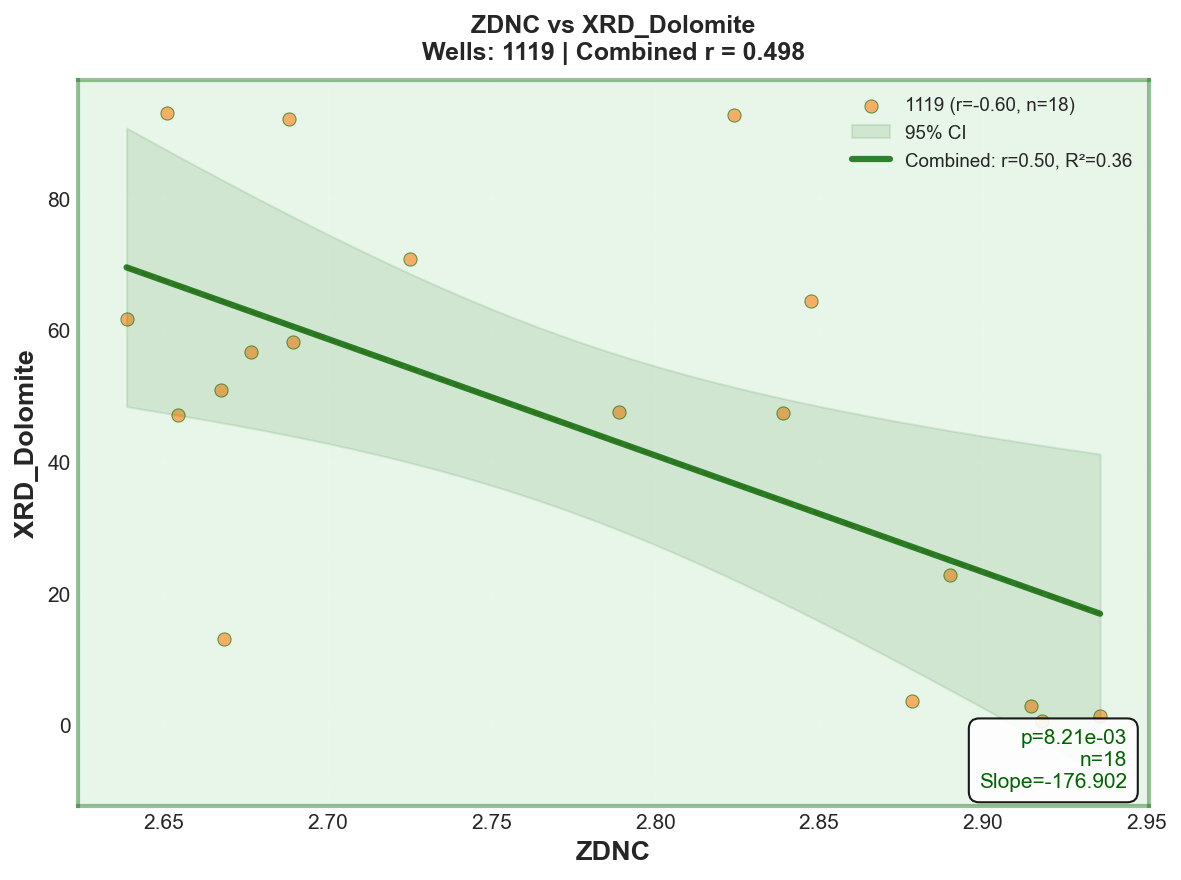 ZDNC vs XRD_Dolomite
Wells: 1119 | Combined r = 0.498
1119 (r=-0.60, n=18)
95% CI
Combined: r=0.50, R²=0.36
XRD_Dolomite
80
60
40
20
0
p=8.21e-03
n=18
Slope=-176.902
2.65 2.70 2.75 2.80 2.85 2.90 2.95
ZDNC